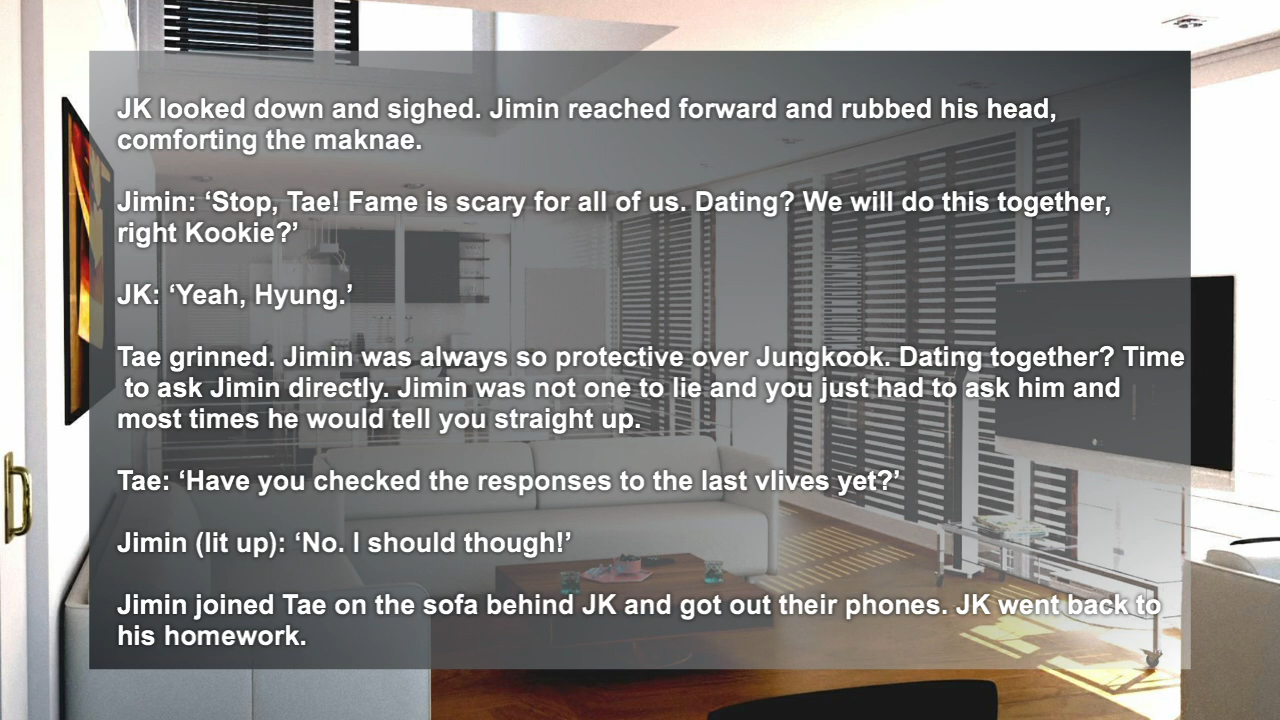 JK looked down and sighed. Jimin reached forward and rubbed his head,
comforting the maknae.
Jimin: ‘Stop, Tae! Fame is scary for all of us. Dating? We will do this together,
right Kookie?’
JK: ‘Yeah, Hyung.’
Tae grinned. Jimin was always so protective over Jungkook. Dating together? Time
to ask Jimin directly. Jimin was not one to lie and you just had to ask him and
most times he would tell you straight up.
Tae: ‘Have you checked the responses to the last vlives yet?’
Jimin (lit up): ‘No. I should though!’
Jimin joined Tae on the sofa behind JK and got out their phones. JK went back to
his homework.